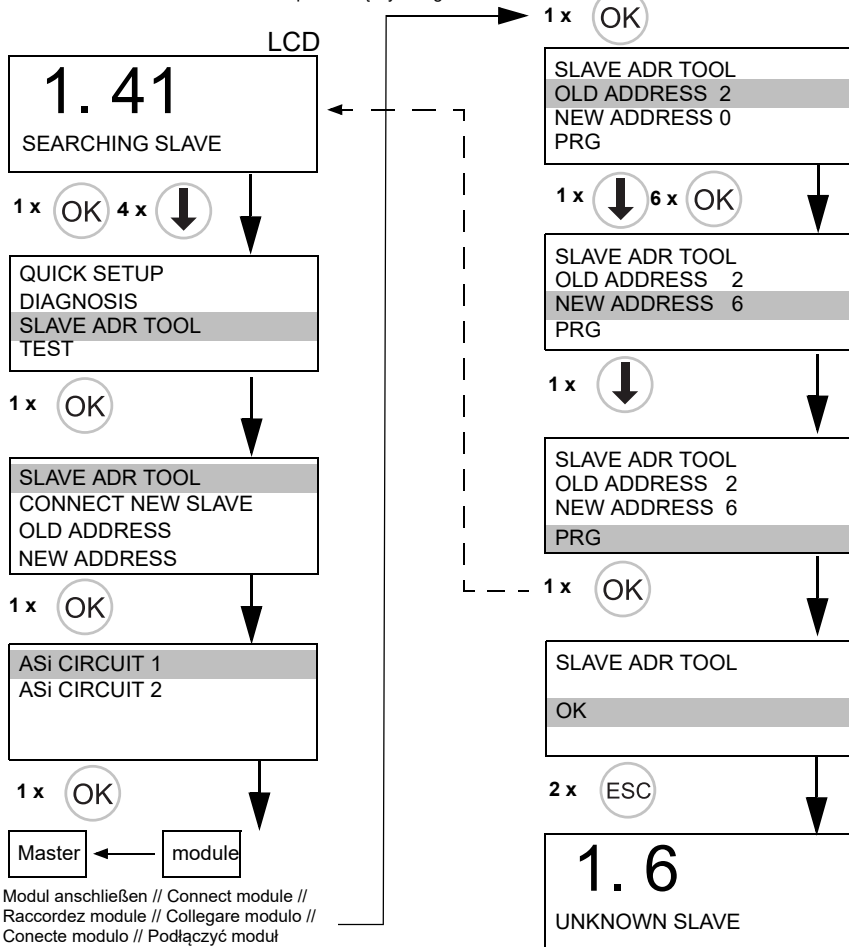 LCD
1. 41
SEARCHING SLAVE
1 x OK 4 x
QUICK SETUP
DIAGNOSIS
SLAVE ADR TOOL
TEST
1 x OK
SLAVE ADR TOOL
CONNECT NEW SLAVE
OLD ADDRESS
NEW ADDRESS
1 x OK
ASi CIRCUIT 1
ASi CIRCUIT 2
1 x OK
Master module
Modul anschließen // Connect module //
Raccordez module // Collegare modulo //
Conecte modulo // Podłączyć moduł
1 x OK
SLAVE ADR TOOL
OLD ADDRESS 2
NEW ADDRESS 0
PRG
1 x 6 x OK
SLAVE ADR TOOL
OLD ADDRESS 2
NEW ADDRESS 6
PRG
1 x
SLAVE ADR TOOL
OLD ADDRESS 2
NEW ADDRESS 6
PRG
1 x OK
SLAVE ADR TOOL
OK
2 x ESC
1. 6
UNKNOWN SLAVE